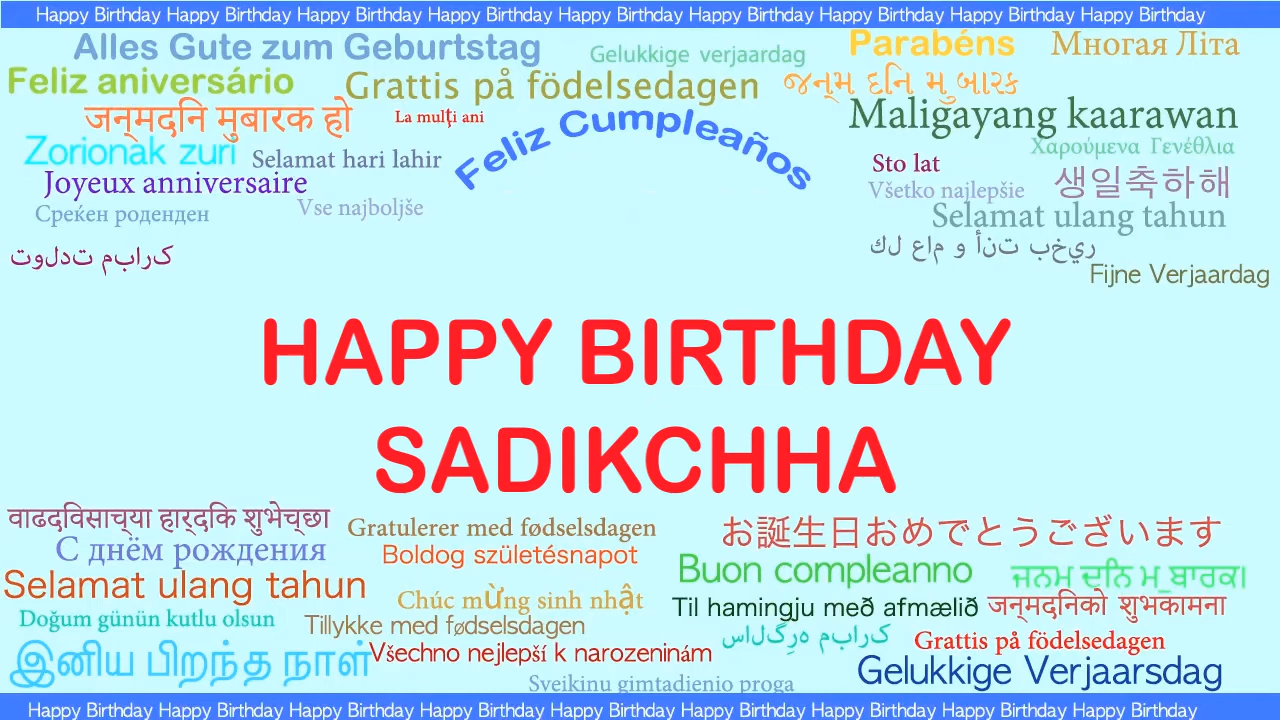 Happy Birthday Happy Birthday Happy Birthday Happy Birthday Happy Birthday Happy Birthday Happy Birthday Happy Birthday Happy Birthday
Alles Gute zum Geburtstag
Gelukkige verjaardag
Parabéns
Многая Літа
Feliz aniversário
Grattis på födelsedagen
જન્મ દનિ મુ બારક
जन्मदनि मुबारक हो
La mulţi ani
Feliz Cumpleaños
Maligayang kaarawan
Zorionak zuri
Selamat hari lahir
Sto lat
Χαρούμενα Γενέθλια
Joyeux anniversaire
Všetko najlepšie
생일축하해
Среќен роденден
Vse najboljše
Selamat ulang tahun
تولدت مبارک
كل عام و أنت بخير
Fijne Verjaardag
HAPPY BIRTHDAY
SADIKCHHA
वाढदविसाच्या हार्दकि शुभेच्छा
Gratulerer med fødselsdagen
お誕生日おめでとうございます
С днём рождения
Boldog születésnapot
Buon compleanno
ਜਨਮ ਦਨਿ ਮੁ ਬਾਰਕ।
Selamat ulang tahun
Chúc mừng sinh nhật
Til hamingju með afmælið
जन्मदनिको शुभकामना
Doğum günün kutlu olsun
Tillykke med fødselsdagen
سالگرِہ مبارک
Grattis på födelsedagen
இனிய பிறந்த நாள்
Všechno nejlepší k narozeninám
Gelukkige Verjaarsdag
Sveikinu gimtadienio proga
Happy Birthday Happy Birthday Happy Birthday Happy Birthday Happy Birthday Happy Birthday Happy Birthday Happy Birthday Happy Birthday